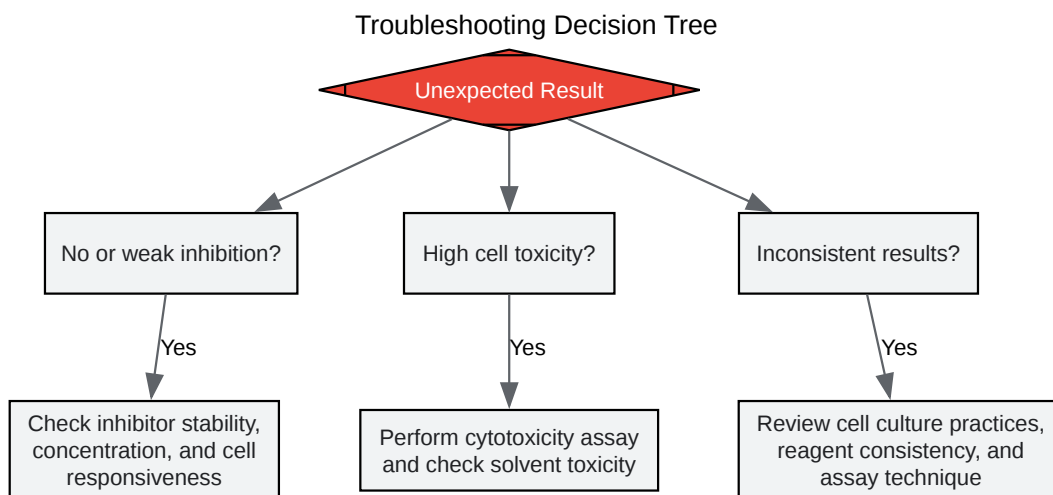 Troubleshooting Decision Tree
Unexpected Result
No or weak inhibition?
High cell toxicity?
Inconsistent results?
Yes
Yes
Yes
Check inhibitor stability,
concentration, and cell
responsiveness
Perform cytotoxicity assay
and check solvent toxicity
Review cell culture practices,
reagent consistency, and
assay technique